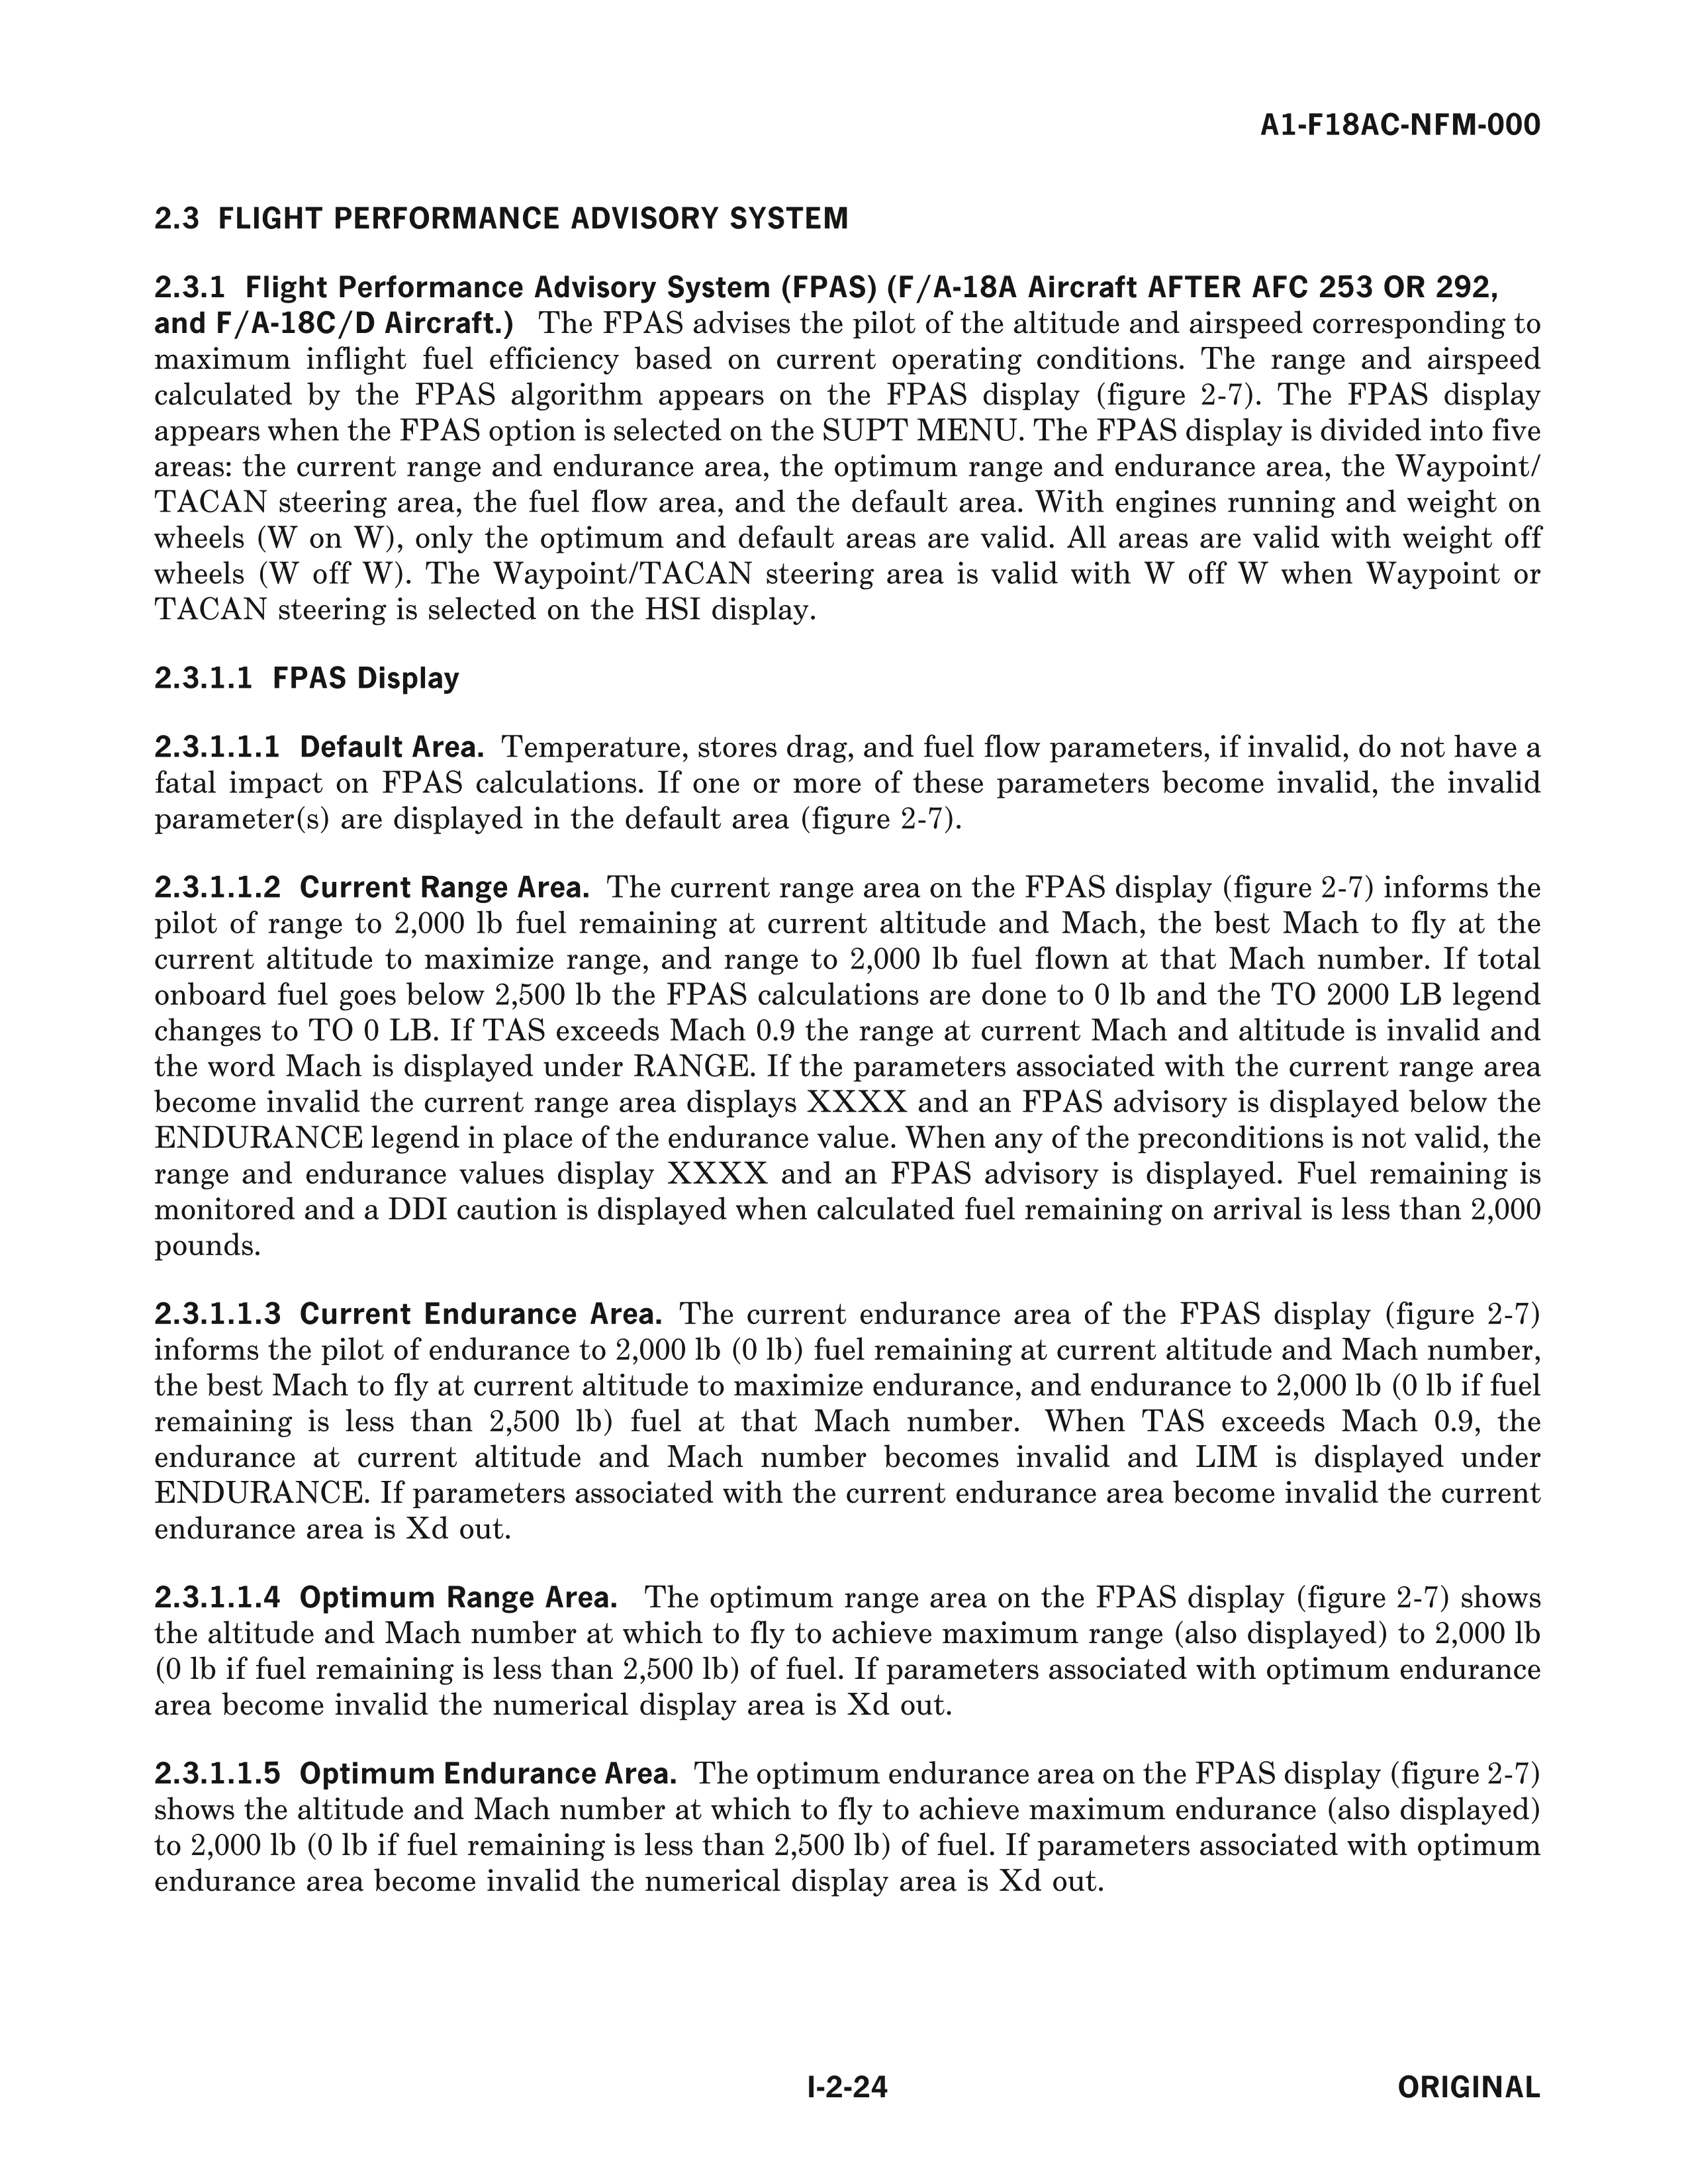 A1-F18AC-NFM-000
2.3 FLIGHT PERFORMANCE ADVISORY SYSTEM
2.3.1 Flight Performance Advisory System (FPAS) (F/A-18A Aircraft AFTER AFC 253 OR 292,
and F/A-18C/D Aircraft.) The FPAS advises the pilot of the altitude and airspeed corresponding to
maximum inflight fuel efficiency based on current operating conditions. The range and airspeed
calculated by the FPAS algorithm appears on the FPAS display (figure 2-7). The FPAS display
appears when the FPAS option is selected on the SUPT MENU. The FPAS display is divided into five
areas: the current range and endurance area, the optimum range and endurance area, the Waypoint/
TACAN steering area, the fuel flow area, and the default area. With engines running and weight on
wheels (W on W), only the optimum and default areas are valid. All areas are valid with weight off
wheels (W off W). The Waypoint/TACAN steering area is valid with W off W when Waypoint or
TACAN steering is selected on the HSI display.
2.3.1.1 FPAS Display
2.3.1.1.1 Default Area. Temperature, stores drag, and fuel flow parameters, if invalid, do not have a
fatal impact on FPAS calculations. If one or more of these parameters become invalid, the invalid
parameter(s) are displayed in the default area (figure 2-7).
2.3.1.1.2 Current Range Area. The current range area on the FPAS display (figure 2-7) informs the
pilot of range to 2,000 lb fuel remaining at current altitude and Mach, the best Mach to fly at the
current altitude to maximize range, and range to 2,000 lb fuel flown at that Mach number. If total
onboard fuel goes below 2,500 lb the FPAS calculations are done to 0 lb and the TO 2000 LB legend
changes to TO 0 LB. If TAS exceeds Mach 0.9 the range at current Mach and altitude is invalid and
the word Mach is displayed under RANGE. If the parameters associated with the current range area
become invalid the current range area displays XXXX and an FPAS advisory is displayed below the
ENDURANCE legend in place of the endurance value. When any of the preconditions is not valid, the
range and endurance values display XXXX and an FPAS advisory is displayed. Fuel remaining is
monitored and a DDI caution is displayed when calculated fuel remaining on arrival is less than 2,000
pounds.
2.3.1.1.3 Current Endurance Area. The current endurance area of the FPAS display (figure 2-7)
informs the pilot of endurance to 2,000 lb (0 lb) fuel remaining at current altitude and Mach number,
the best Mach to fly at current altitude to maximize endurance, and endurance to 2,000 lb (0 lb if fuel
remaining is less than 2,500 lb) fuel at that Mach number. When TAS exceeds Mach 0.9, the
endurance at current altitude and Mach number becomes invalid and LIM is displayed under
ENDURANCE. If parameters associated with the current endurance area become invalid the current
endurance area is Xd out.
2.3.1.1.4 Optimum Range Area. The optimum range area on the FPAS display (figure 2-7) shows
the altitude and Mach number at which to fly to achieve maximum range (also displayed) to 2,000 lb
(0 lb if fuel remaining is less than 2,500 lb) of fuel. If parameters associated with optimum endurance
area become invalid the numerical display area is Xd out.
2.3.1.1.5 Optimum Endurance Area. The optimum endurance area on the FPAS display (figure 2-7)
shows the altitude and Mach number at which to fly to achieve maximum endurance (also displayed)
to 2,000 lb (0 lb if fuel remaining is less than 2,500 lb) of fuel. If parameters associated with optimum
endurance area become invalid the numerical display area is Xd out.
I-2-24
ORIGINAL